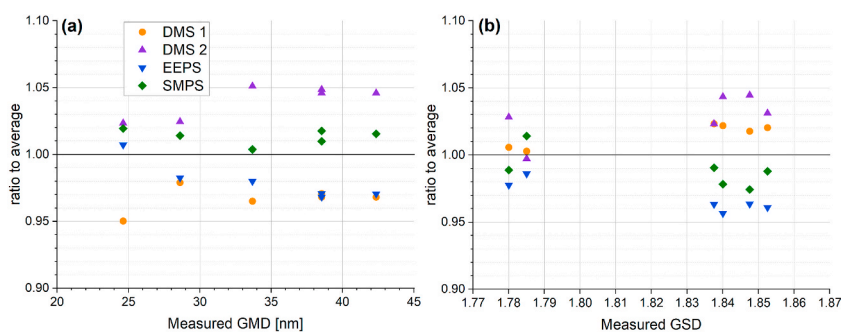 (a)
DMS 1
DMS 2
EEPS
SMPS
1.10
1.05
1.00
0.95
0.90
ratio to average
20 25 30 35 40 45
Measured GMD [nm]
(b)
1.10
1.05
1.00
0.95
0.90
ratio to average
1.77 1.78 1.79 1.80 1.81 1.82 1.83 1.84 1.85 1.86 1.87
Measured GSD